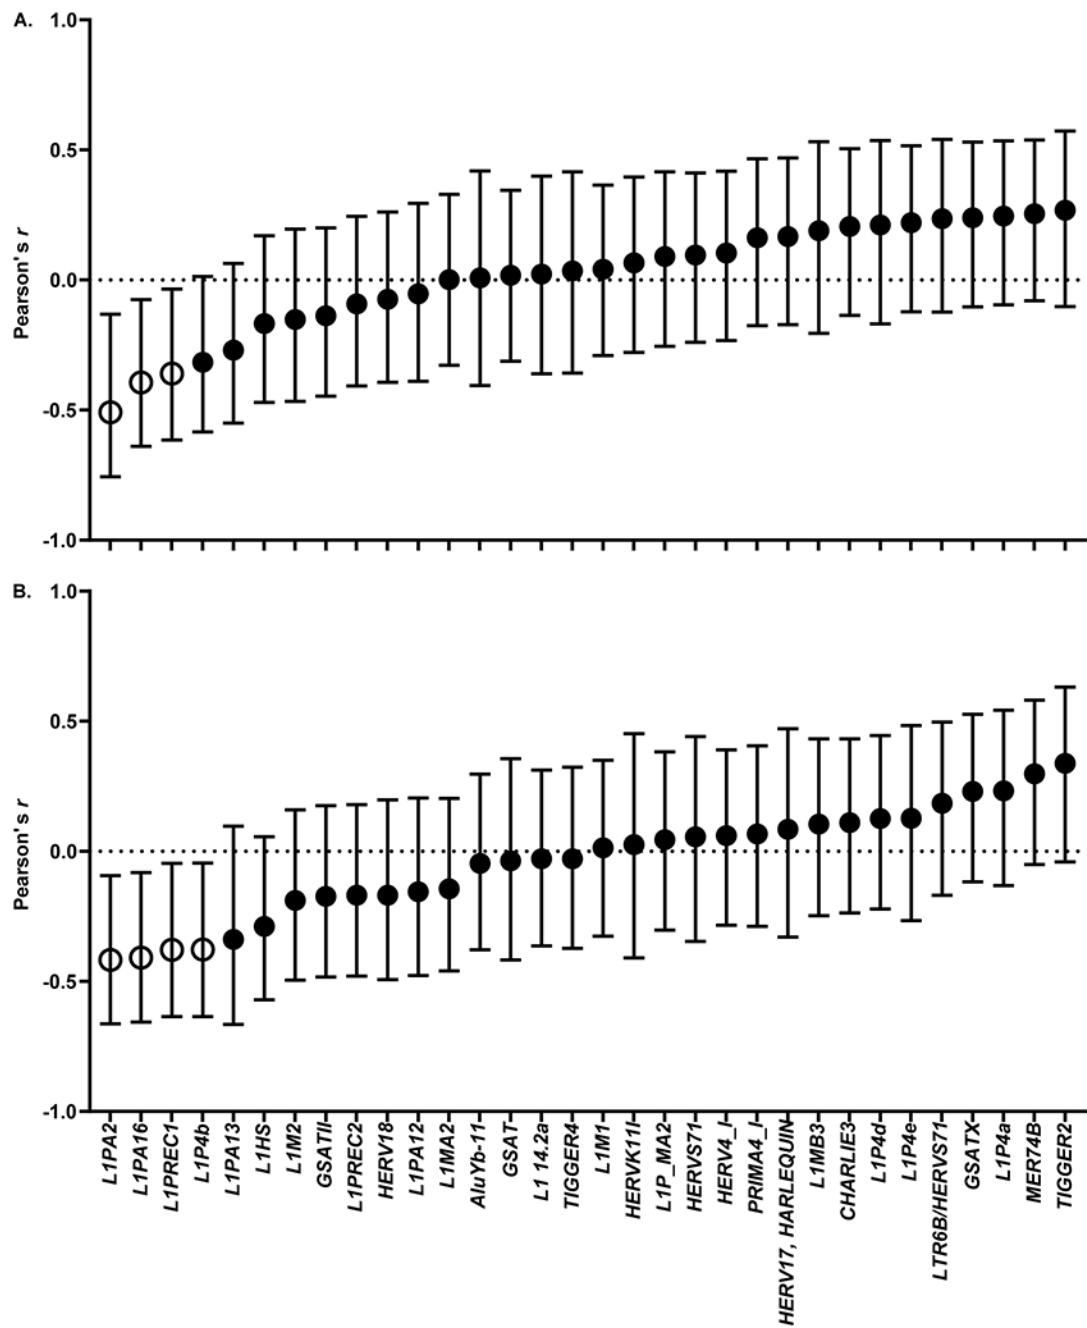 A.
1.0
0.5
0.0
-0.5
-1.0
Pearson's r
B.
1.0
0.5
0.0
-0.5
-1.0
Pearson's r
L1PA2
L1PA16
L1PREC1
L1P4b
L1PA13
L1HS
L1M2
GSATII
L1PREC2
HERV18
L1PA12
L1MA2
AluYb-11
GSAT
L1 14.2a
TIGGER4
L1M1
HERVK11I
L1P_MA2
HERVS71
HERV4_I
PRIMA4_I
HERV17, HARLEQUIN
L1MB3
CHARLIE3
L1P4d
L1P4e
LTR6B/HERVS71
GSATX
L1P4a
MER74B
TIGGER2